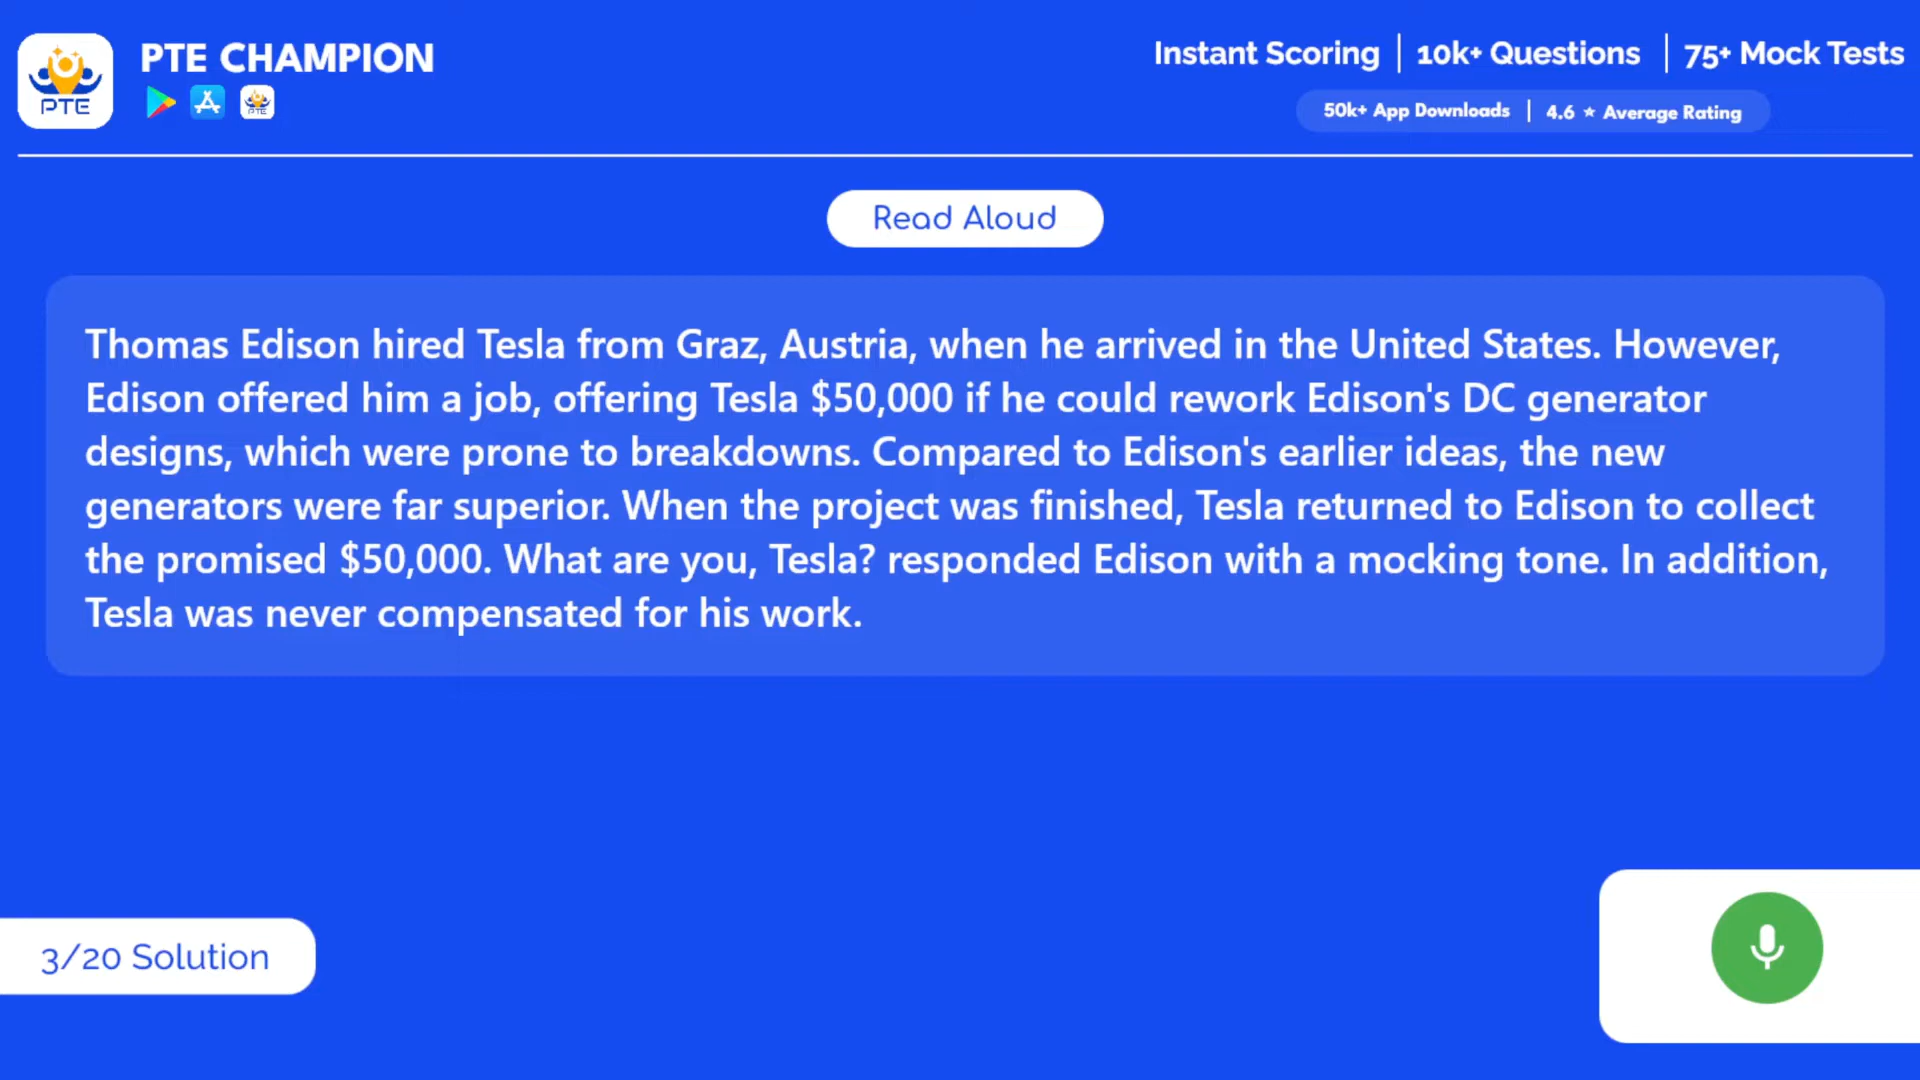 PTE CHAMPION
PTE
PTE
Instant Scoring | 10k+ Questions | 75+ Mock Tests
50k+ App Downloads | 4.6 ★ Average Rating
Read Aloud
Thomas Edison hired Tesla from Graz, Austria, when he arrived in the United States. However,
Edison offered him a job, offering Tesla $50,000 if he could rework Edison's DC generator
designs, which were prone to breakdowns. Compared to Edison's earlier ideas, the new
generators were far superior. When the project was finished, Tesla returned to Edison to collect
the promised $50,000. What are you, Tesla? responded Edison with a mocking tone. In addition,
Tesla was never compensated for his work.
3/20 Solution